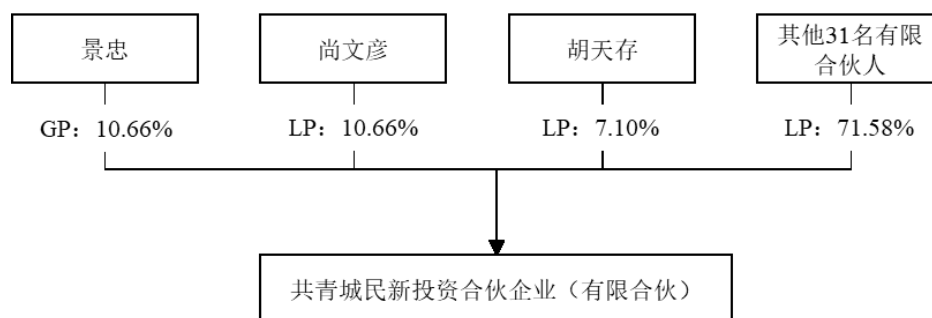 景忠
尚文彦
胡天存
其他31名有限
合伙人
GP：10.66%
LP：10.66%
LP：7.10%
LP：71.58%
共青城民新投资合伙企业（有限合伙）